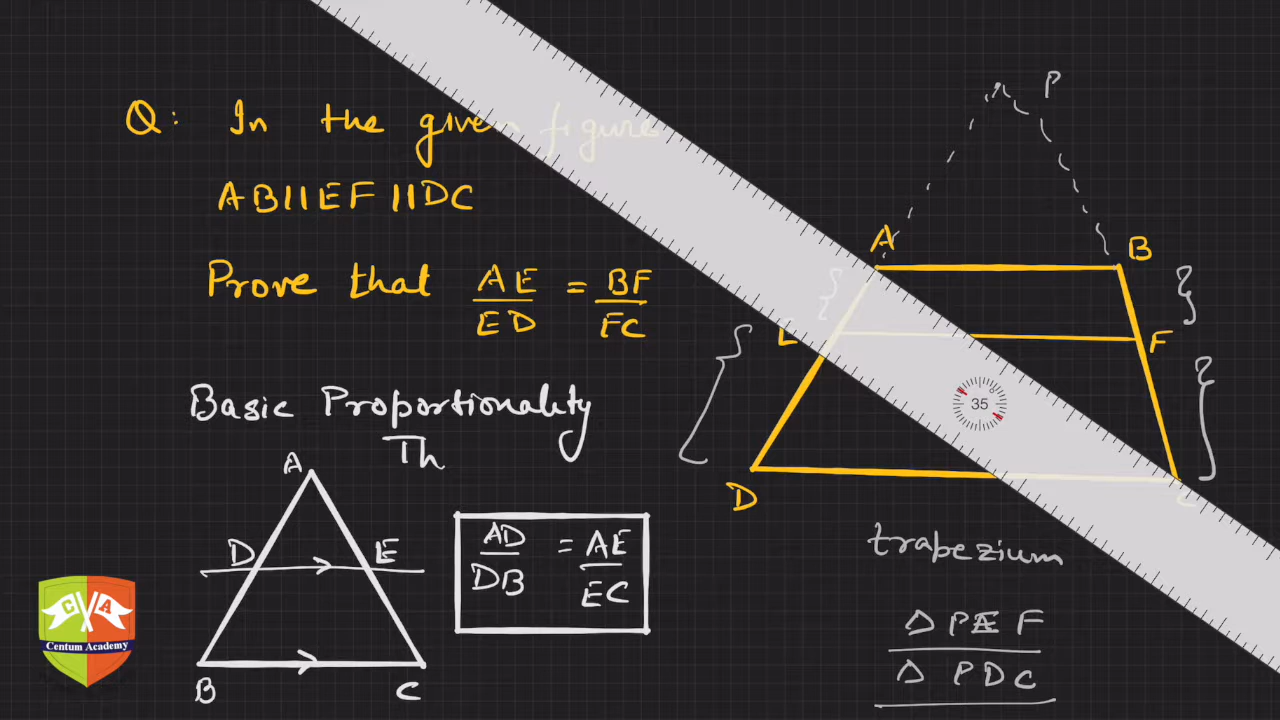 Q: In the given figure
AB||EF||DC
Prove that AE/ED = BF/FC
Basic Proportionality
Th
A
D E
B C
AD/DB = AE/EC
P
A B
E F
D C
35
trapezium
Δ PEF
Δ PDC
CA
Centum Academy